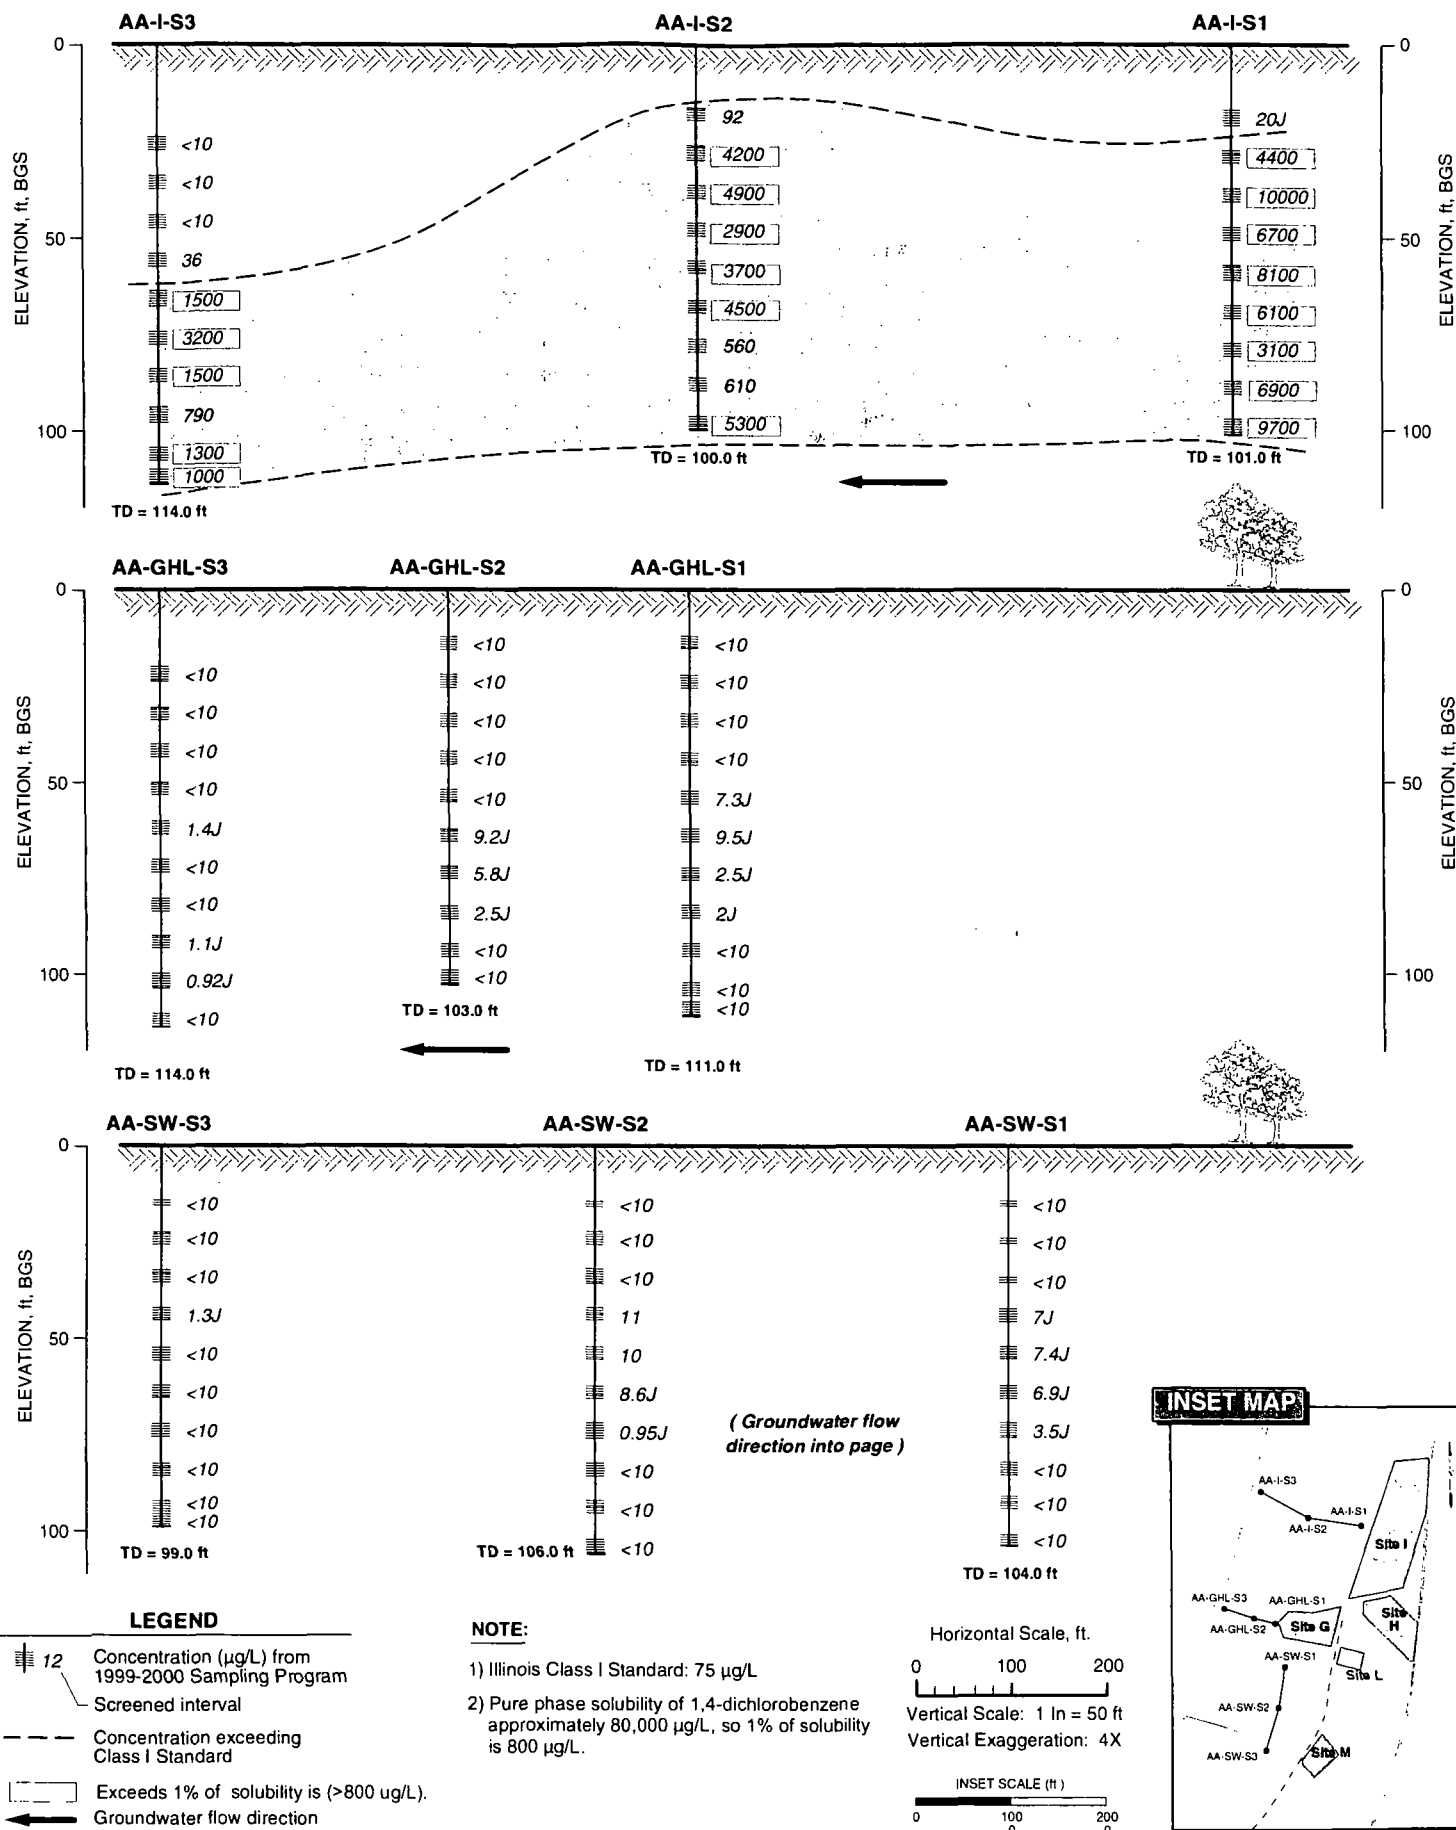 AA-I-S3 AA-I-S2 AA-I-S1
0 0
<10 92 20J
<10 4200 4400
<10 4900 10000
50 2900 6700 50
36 3700 8100
1500 4500 6100
3200 560 3100
1500 610 6900
790 5300 9700
100 100
1300
1000
TD = 100.0 ft TD = 101.0 ft
TD = 114.0 ft
ELEVATION, ft, BGS
ELEVATION, ft, BGS
AA-GHL-S3 AA-GHL-S2 AA-GHL-S1
0 0
<10 <10
<10 <10 <10
<10 <10 <10
<10 <10 <10
50 50
<10 <10 7.3J
1.4J 9.2J 9.5J
<10 5.8J 2.5J
<10 2.5J 2J
1.1J <10 <10
100 100
0.92J <10 <10
<10 <10
TD = 103.0 ft
TD = 114.0 ft TD = 111.0 ft
ELEVATION, ft, BGS
ELEVATION, ft, BGS
AA-SW-S3 AA-SW-S2 AA-SW-S1
0
<10 <10 <10
<10 <10 <10
<10 <10 <10
1.3J 11 7J
50
<10 10 7.4J
<10 8.6J 6.9J
<10 0.95J 3.5J
<10 <10 <10
<10 <10 <10
<10
100
<10 <10
TD = 99.0 ft TD = 106.0 ft
TD = 104.0 ft
ELEVATION, ft, BGS
( Groundwater flow
direction into page )
INSET MAP
AA-I-S3
AA-I-S1
AA-I-S2
Site I
AA-GHL-S3 AA-GHL-S1
AA-GHL-S2 Site G
Site
H
AA-SW-S1
Site L
AA-SW-S2
AA-SW-S3
Site M
LEGEND
12 Concentration (µg/L) from
1999-2000 Sampling Program
Screened interval
Concentration exceeding
Class I Standard
Exceeds 1% of solubility is (>800 ug/L).
Groundwater flow direction
NOTE:
1) Illinois Class I Standard: 75 µg/L
2) Pure phase solubility of 1,4-dichlorobenzene
approximately 80,000 µg/L, so 1% of solubility
is 800 µg/L.
Horizontal Scale, ft.
0 100 200
Vertical Scale: 1 In = 50 ft
Vertical Exaggeration: 4X
INSET SCALE (ft )
0 100 200
0 0